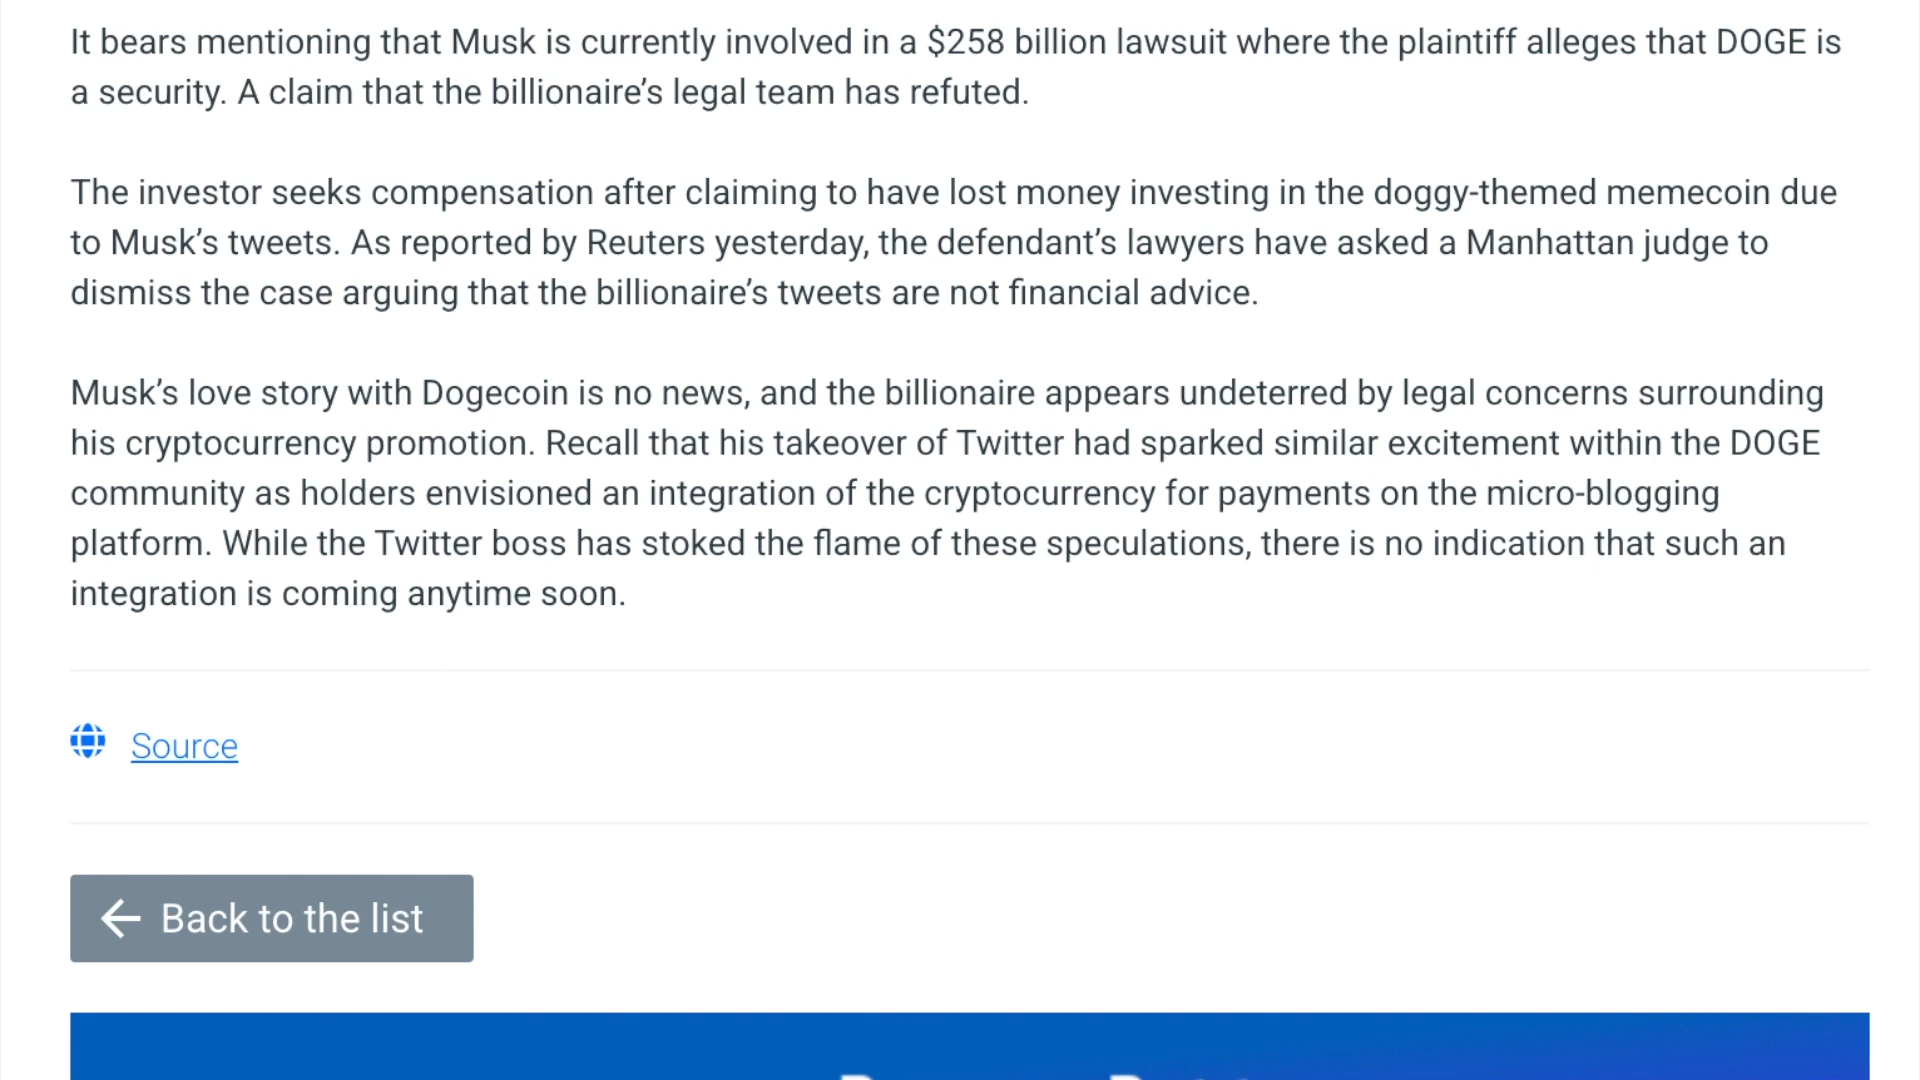 It bears mentioning that Musk is currently involved in a $258 billion lawsuit where the plaintiff alleges that DOGE is
a security. A claim that the billionaire’s legal team has refuted.
The investor seeks compensation after claiming to have lost money investing in the doggy-themed memecoin due
to Musk’s tweets. As reported by Reuters yesterday, the defendant’s lawyers have asked a Manhattan judge to
dismiss the case arguing that the billionaire’s tweets are not financial advice.
Musk’s love story with Dogecoin is no news, and the billionaire appears undeterred by legal concerns surrounding
his cryptocurrency promotion. Recall that his takeover of Twitter had sparked similar excitement within the DOGE
community as holders envisioned an integration of the cryptocurrency for payments on the micro-blogging
platform. While the Twitter boss has stoked the flame of these speculations, there is no indication that such an
integration is coming anytime soon.
Source
Back to the list